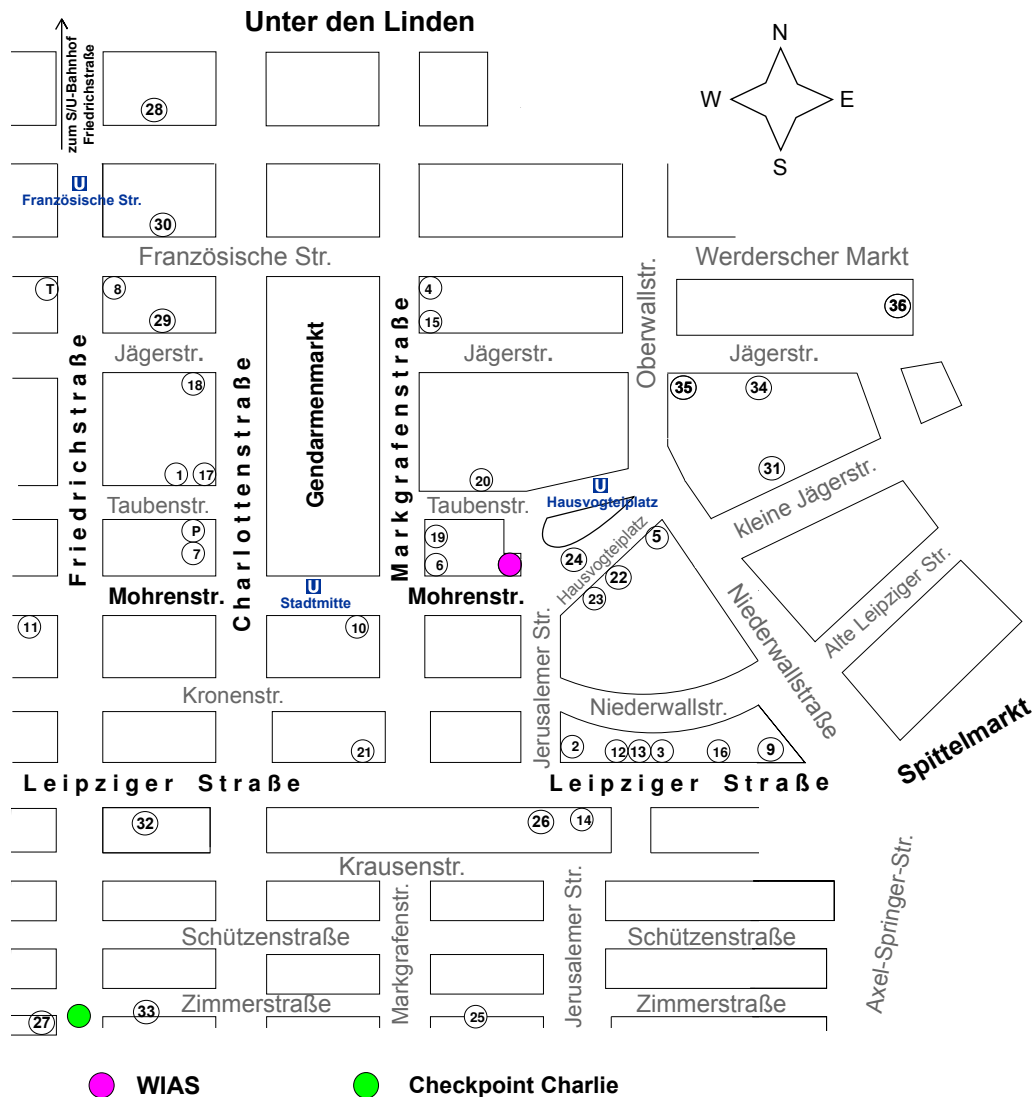 Unter den Linden
zum S/U-Bahnhof
Friedrichstraße
N
W
E
S
28
U
Französische Str.
30
Französische Str.
Werderscher Markt
Oberwallstr.
T
8
4
36
29
15
Jägerstr.
Jägerstr.
Jägerstr.
Friedrichstraße
Charlottenstraße
Gendarmenmarkt
Markgrafenstraße
18
35
34
1
17
20
31
U
Hausvogteiplatz
kleine Jägerstr.
Taubenstr.
Taubenstr.
P
7
19
6
24
Hausvogteiplatz
5
22
23
Alte Leipziger Str.
Niederwallstraße
U
Stadtmitte
Mohrenstr.
Mohrenstr.
11
10
Jerusalemer Str.
Kronenstr.
Niederwallstr.
Spittelmarkt
21
2
12
13
3
16
9
Leipziger Straße
Leipziger Straße
32
26
14
Krausenstr.
Markgrafenstr.
Jerusalemer Str.
Axel-Springer-Str.
Schützenstraße
Schützenstraße
Zimmerstraße
Zimmerstraße
27
33
25
WIAS
Checkpoint Charlie